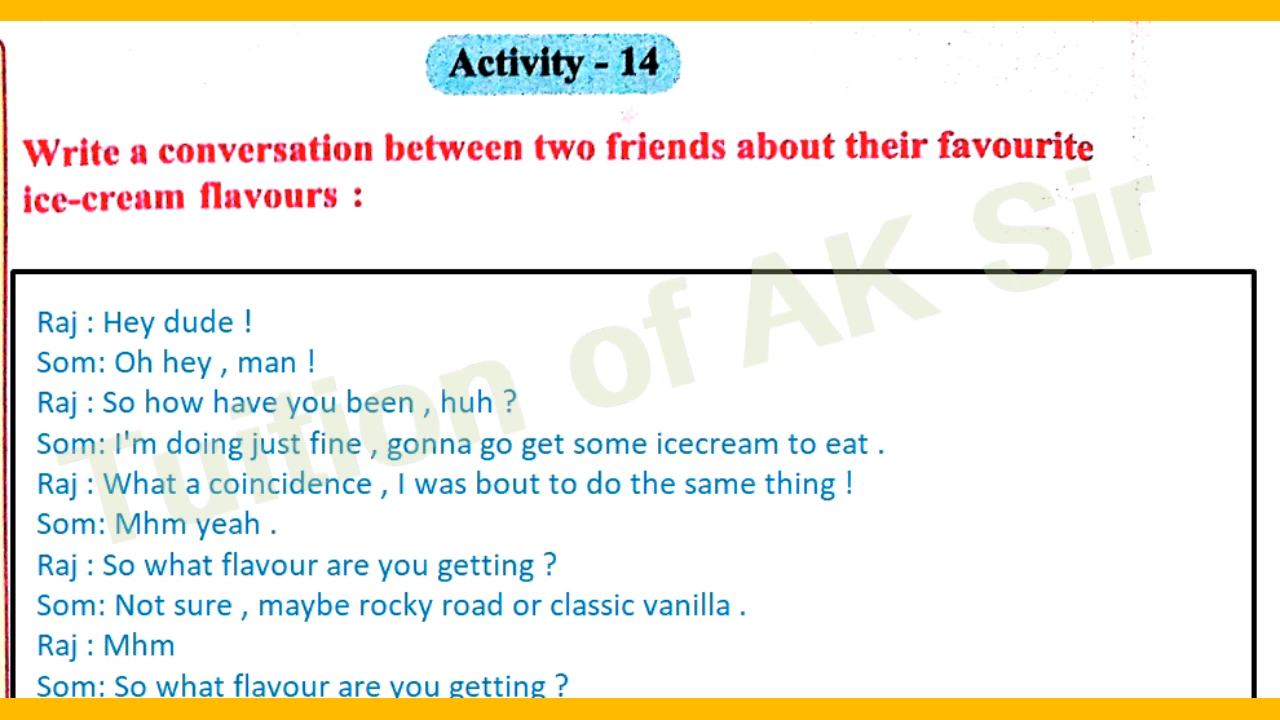 Activity - 14
Write a conversation between two friends about their favourite
ice-cream flavours :
Tuition of AK Sir
Raj : Hey dude !
Som: Oh hey , man !
Raj : So how have you been , huh ?
Som: I'm doing just fine , gonna go get some icecream to eat .
Raj : What a coincidence , I was bout to do the same thing !
Som: Mhm yeah .
Raj : So what flavour are you getting ?
Som: Not sure , maybe rocky road or classic vanilla .
Raj : Mhm
Som: So what flavour are you getting ?